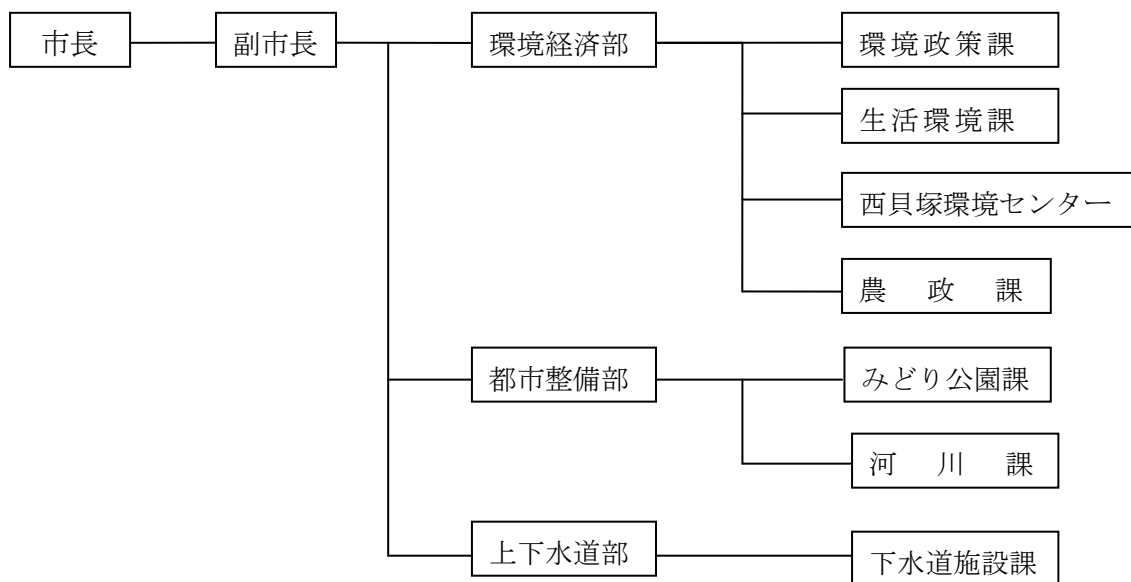 市長
副市長
環境経済部
環境政策課
生活環境課
西貝塚環境センター
農政課
都市整備部
みどり公園課
河川課
上下水道部
下水道施設課